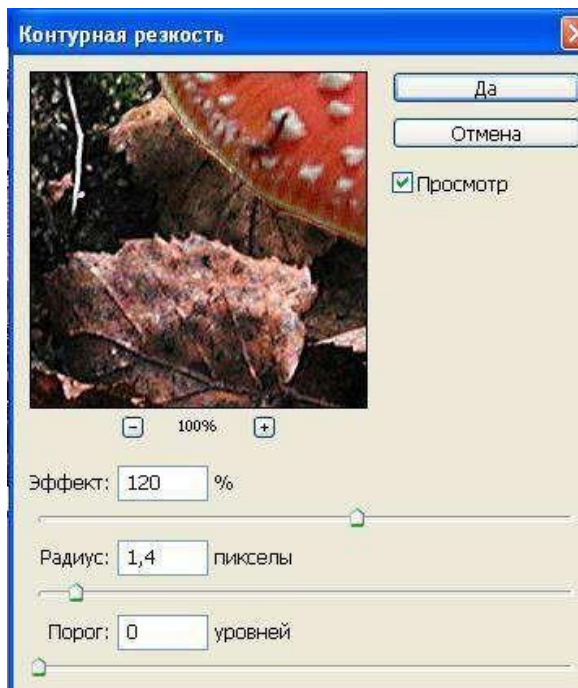 Контурная резкость
Да
Отмена
Просмотр
100%
Эффект: 120 %
Радиус: 1,4 пикселы
Порог: 0 уровней